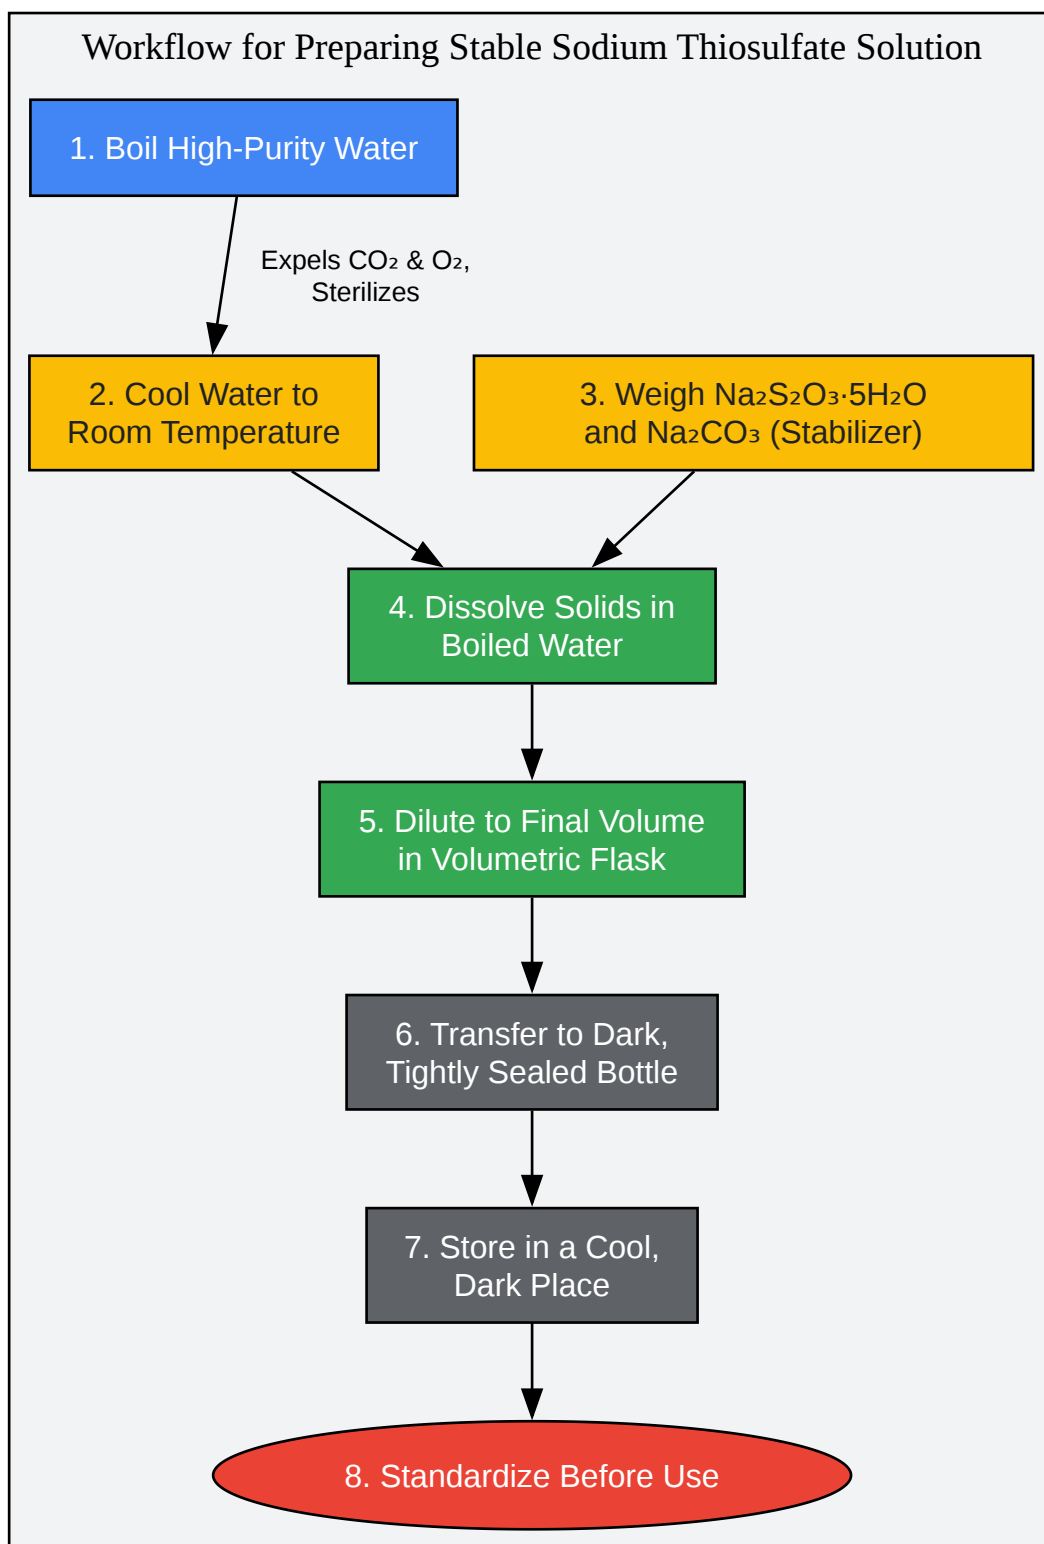 Workflow for Preparing Stable Sodium Thiosulfate Solution
1. Boil High-Purity Water
Expels CO₂ & O₂,
Sterilizes
2. Cool Water to
Room Temperature
3. Weigh Na₂S₂O₃·5H₂O
and Na₂CO₃ (Stabilizer)
4. Dissolve Solids in
Boiled Water
5. Dilute to Final Volume
in Volumetric Flask
6. Transfer to Dark,
Tightly Sealed Bottle
7. Store in a Cool,
Dark Place
8. Standardize Before Use